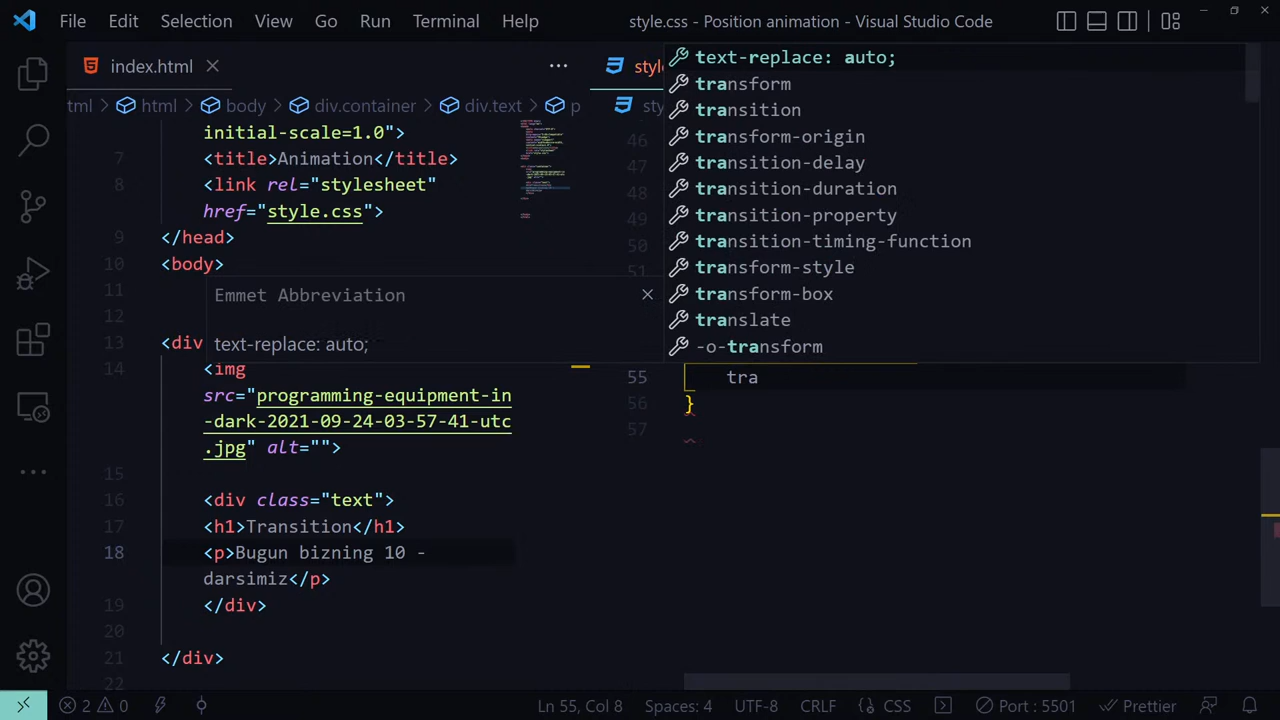 File Edit Selection View Go Run Terminal Help style.css - Position animation - Visual Studio Code
index.html
html body div.container div.text p
initial-scale=1.0">
7 <title>Animation</title>
8 <link rel="stylesheet"
href="style.css">
9 </head>
10 <body>
11
12
13 <div
14 <img
src="programming-equipment-in
-dark-2021-09-24-03-57-41-utc
.jpg" alt="">
15
16 <div class="text">
17 <h1>Transition</h1>
18 <p>Bugun bizning 10 -
darsimiz</p>
19 </div>
20
21 </div>
22
Emmet Abbreviation
text-replace: auto;
46
47
48
49
50
51
text-replace: auto;
transform
transition
transform-origin
transition-delay
transition-duration
transition-property
transition-timing-function
transform-style
transform-box
translate
-o-transform
55 tra
56 }
57
2 0 Ln 55, Col 8 Spaces: 4 UTF-8 CRLF CSS Port : 5501 Prettier